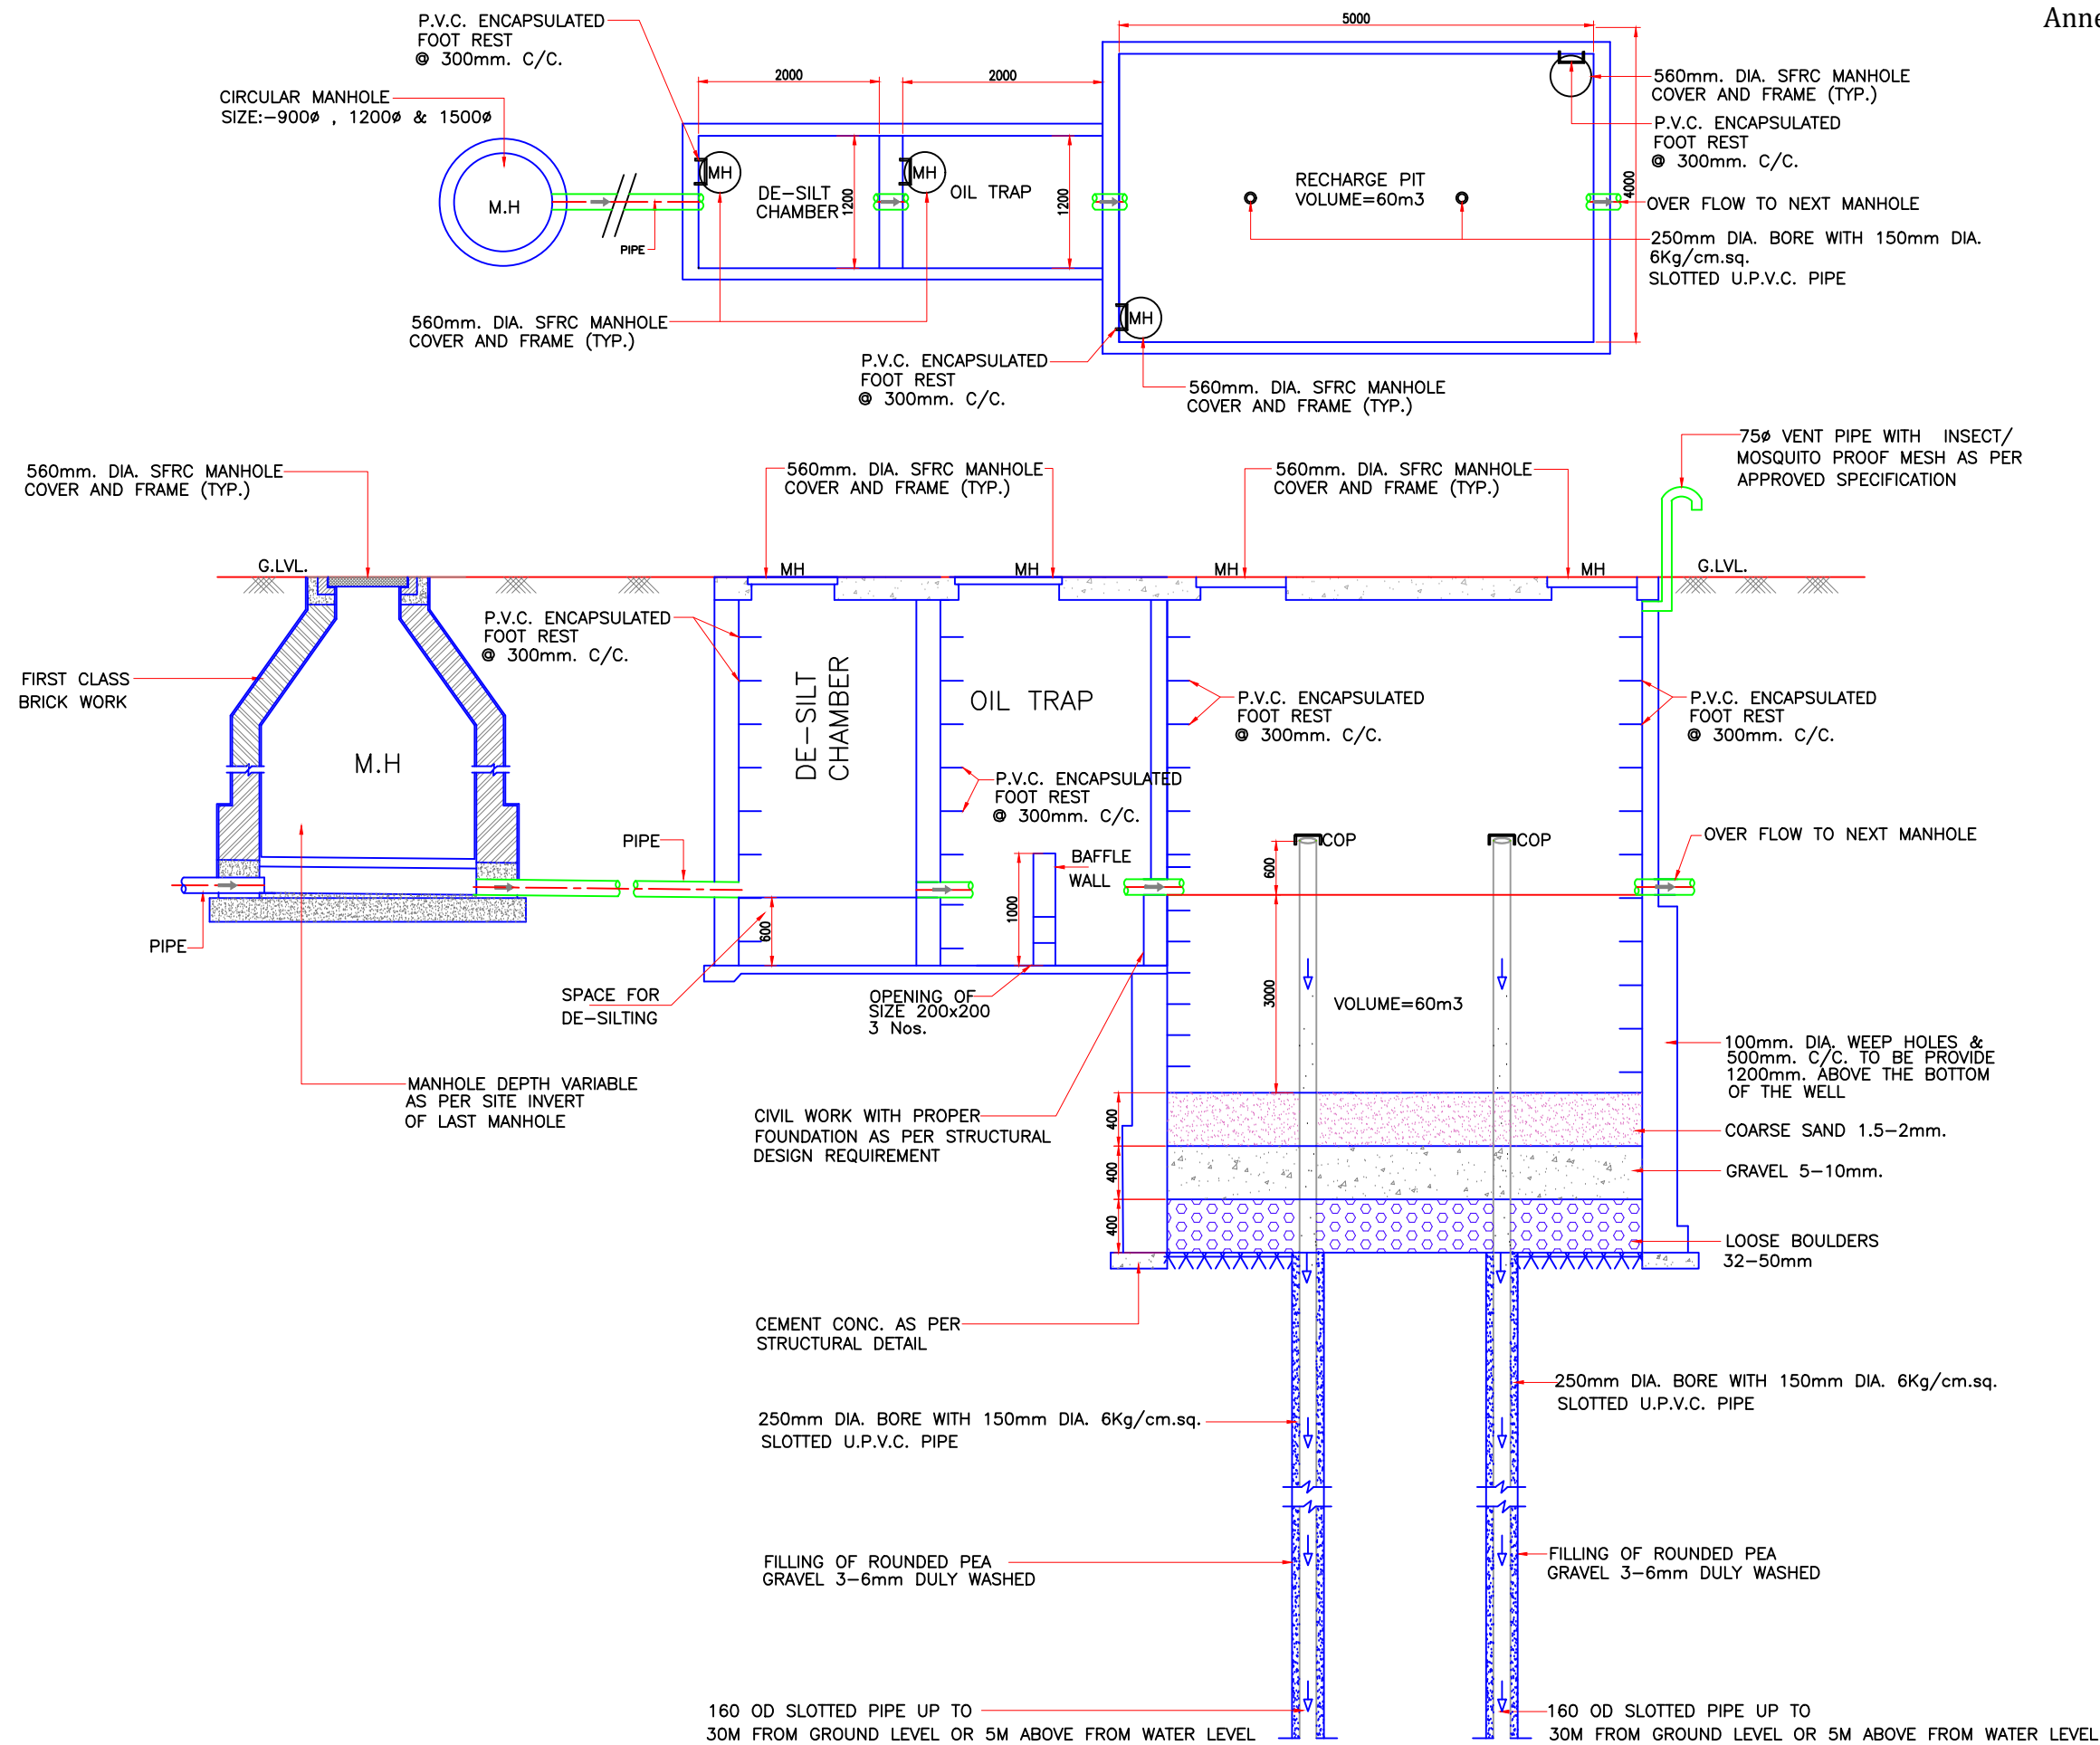 Anne
P.V.C. ENCAPSULATED
FOOT REST
@ 300mm. C/C.
CIRCULAR MANHOLE
SIZE:-900ø , 1200ø & 1500ø
M.H
PIPE
2000
2000
MH
DE-SILT
CHAMBER
1200
MH
OIL TRAP
1200
5000
4000
RECHARGE PIT
VOLUME=60m3
MH
560mm. DIA. SFRC MANHOLE
COVER AND FRAME (TYP.)
P.V.C. ENCAPSULATED
FOOT REST
@ 300mm. C/C.
OVER FLOW TO NEXT MANHOLE
250mm DIA. BORE WITH 150mm DIA.
6Kg/cm.sq.
SLOTTED U.P.V.C. PIPE
560mm. DIA. SFRC MANHOLE
COVER AND FRAME (TYP.)
P.V.C. ENCAPSULATED
FOOT REST
@ 300mm. C/C.
560mm. DIA. SFRC MANHOLE
COVER AND FRAME (TYP.)
75ø VENT PIPE WITH INSECT/
MOSQUITO PROOF MESH AS PER
APPROVED SPECIFICATION
560mm. DIA. SFRC MANHOLE
COVER AND FRAME (TYP.)
560mm. DIA. SFRC MANHOLE
COVER AND FRAME (TYP.)
560mm. DIA. SFRC MANHOLE
COVER AND FRAME (TYP.)
G.LVL.
MH
MH
MH
MH
G.LVL.
P.V.C. ENCAPSULATED
FOOT REST
@ 300mm. C/C.
FIRST CLASS
BRICK WORK
M.H
DE-SILT
CHAMBER
OIL TRAP
P.V.C. ENCAPSULATED
FOOT REST
@ 300mm. C/C.
P.V.C. ENCAPSULATED
FOOT REST
@ 300mm. C/C.
P.V.C. ENCAPSULATED
FOOT REST
@ 300mm. C/C.
PIPE
BAFFLE
WALL
1000
COP
COP
600
OVER FLOW TO NEXT MANHOLE
PIPE
600
SPACE FOR
DE-SILTING
OPENING OF
SIZE 200x200
3 Nos.
3000
VOLUME=60m3
100mm. DIA. WEEP HOLES &
500mm. C/C. TO BE PROVIDE
1200mm. ABOVE THE BOTTOM
OF THE WELL
MANHOLE DEPTH VARIABLE
AS PER SITE INVERT
OF LAST MANHOLE
CIVIL WORK WITH PROPER
FOUNDATION AS PER STRUCTURAL
DESIGN REQUIREMENT
400
400
400
COARSE SAND 1.5-2mm.
GRAVEL 5-10mm.
LOOSE BOULDERS
32-50mm
CEMENT CONC. AS PER
STRUCTURAL DETAIL
250mm DIA. BORE WITH 150mm DIA. 6Kg/cm.sq.
SLOTTED U.P.V.C. PIPE
250mm DIA. BORE WITH 150mm DIA. 6Kg/cm.sq.
SLOTTED U.P.V.C. PIPE
FILLING OF ROUNDED PEA
GRAVEL 3-6mm DULY WASHED
FILLING OF ROUNDED PEA
GRAVEL 3-6mm DULY WASHED
160 OD SLOTTED PIPE UP TO
30M FROM GROUND LEVEL OR 5M ABOVE FROM WATER LEVEL
160 OD SLOTTED PIPE UP TO
30M FROM GROUND LEVEL OR 5M ABOVE FROM WATER LEVEL